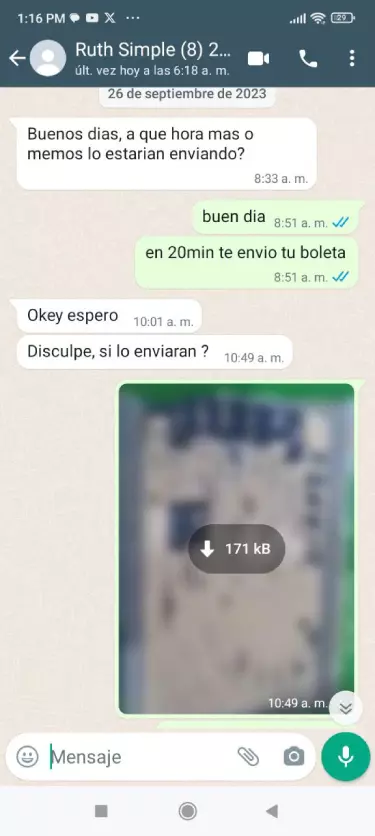 1:16 PM
29
Ruth Simple (8) 2...
últ. vez hoy a las 6:18 a. m.
26 de septiembre de 2023
Buenos dias, a que hora mas o
memos lo estarian enviando?
8:33 a. m.
buen dia 8:51 a. m.
en 20min te envio tu boleta
8:51 a. m.
Okey espero 10:01 a. m.
Disculpe, si lo enviaran ? 10:49 a. m.
171 kB
10:49 a. m.
Mensaje